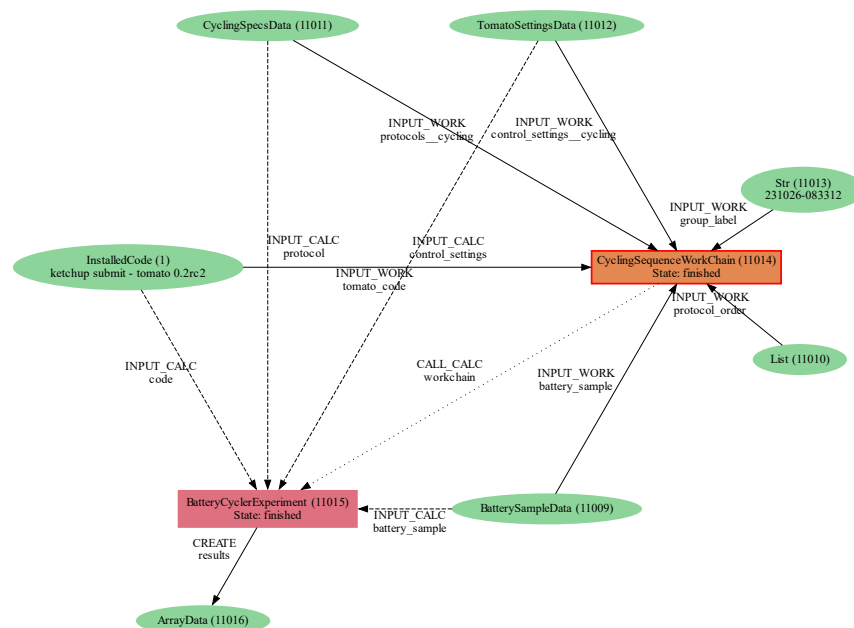 CyclingSpecsData (11011)
TomatoSettingsData (11012)
INPUT_WORK
protocols__cycling
INPUT_WORK
control_settings__cycling
Str (11013)
231026-083312
INPUT_WORK
group_label
INPUT_CALC
protocol
INPUT_CALC
control_settings
InstalledCode (1)
ketchup submit - tomato 0.2rc2
INPUT_WORK
tomato_code
CyclingSequenceWorkChain (11014)
State: finished
INPUT_WORK
protocol_order
INPUT_CALC
code
CALL_CALC
workchain
INPUT_WORK
battery_sample
List (11010)
BatteryCyclerExperiment (11015)
State: finished
INPUT_CALC
battery_sample
BatterySampleData (11009)
CREATE
results
ArrayData (11016)